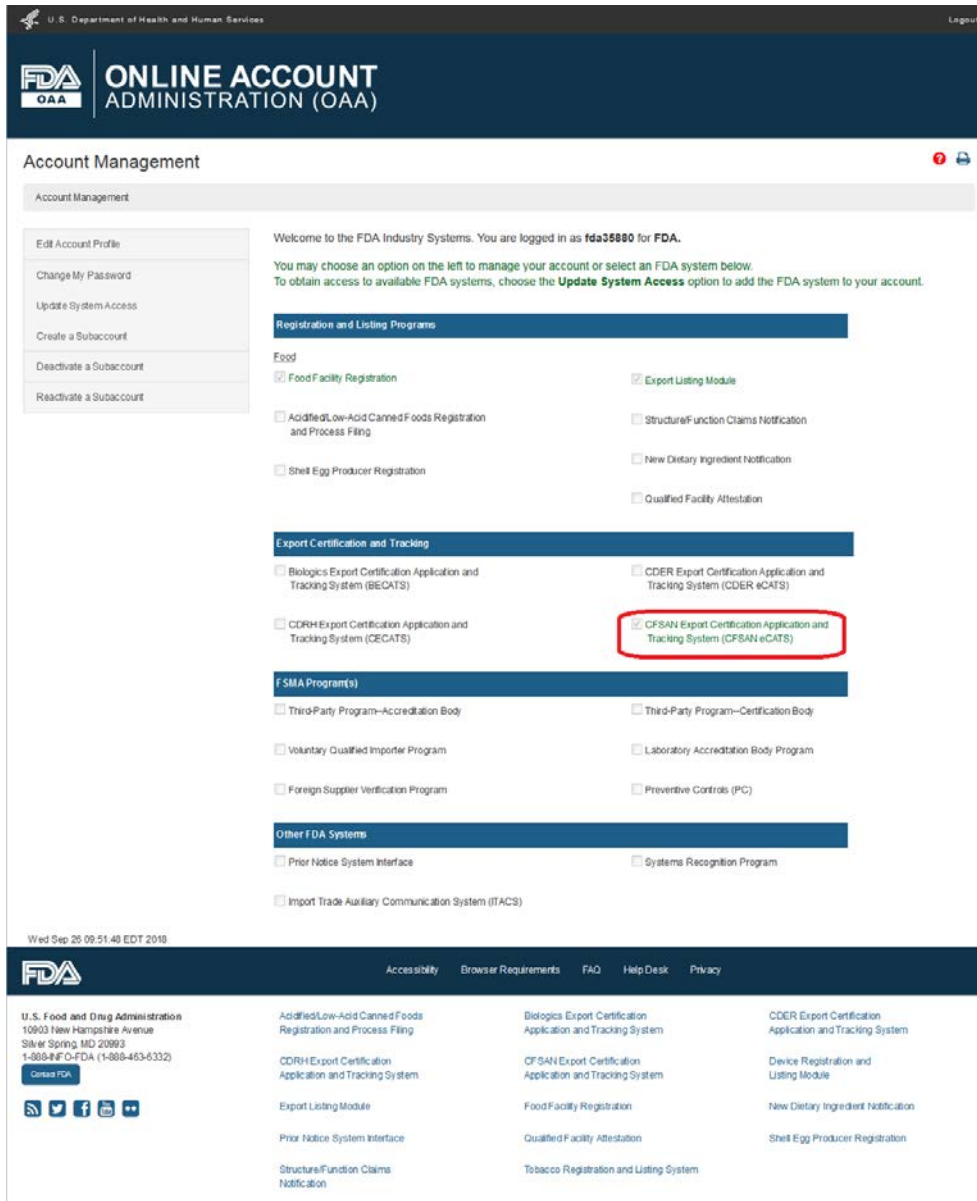 U.S. Department of Health and Human Services
Logout
FDA
OAA
ONLINE ACCOUNT
ADMINISTRATION (OAA)
Account Management
Account Management
Edit Account Profile
Change My Password
Update System Access
Create a Subaccount
Deactivate a Subaccount
Reactivate a Subaccount
Welcome to the FDA Industry Systems. You are logged in as fda35880 for FDA.
You may choose an option on the left to manage your account or select an FDA system below.
To obtain access to available FDA systems, choose the Update System Access option to add the FDA system to your account.
Registration and Listing Programs
Food
Food Facility Registration
Export Listing Module
Acidified/Low-Acid Canned Foods Registration
and Process Filing
Structure/Function Claims Notification
Shell Egg Producer Registration
New Dietary Ingredient Notification
Qualified Facility Attestation
Export Certification and Tracking
Biologics Export Certification Application and
Tracking System (BECATS)
CDER Export Certification Application and
Tracking System (CDER eCATS)
CDRH Export Certification Application and
Tracking System (CECATS)
CFSAN Export Certification Application and
Tracking System (CFSAN eCATS)
FSMA Program(s)
Third-Party Program--Accreditation Body
Third-Party Program--Certification Body
Voluntary Qualified Importer Program
Laboratory Accreditation Body Program
Foreign Supplier Verification Program
Preventive Controls (PC)
Other FDA Systems
Prior Notice System Interface
Systems Recognition Program
Import Trade Auxiliary Communication System (ITACS)
Wed Sep 26 09:51:48 EDT 2018
FDA
Accessibility Browser Requirements FAQ Help Desk Privacy
U.S. Food and Drug Administration
10903 New Hampshire Avenue
Silver Spring, MD 20993
1-888-INFO-FDA (1-888-463-6332)
Contact FDA
Acidified/Low-Acid Canned Foods
Registration and Process Filing
Biologics Export Certification
Application and Tracking System
CDER Export Certification
Application and Tracking System
CDRH Export Certification
Application and Tracking System
CFSAN Export Certification
Application and Tracking System
Device Registration and
Listing Module
Export Listing Module
Food Facility Registration
New Dietary Ingredient Notification
Prior Notice System Interface
Qualified Facility Attestation
Shell Egg Producer Registration
Structure/Function Claims
Notification
Tobacco Registration and Listing System